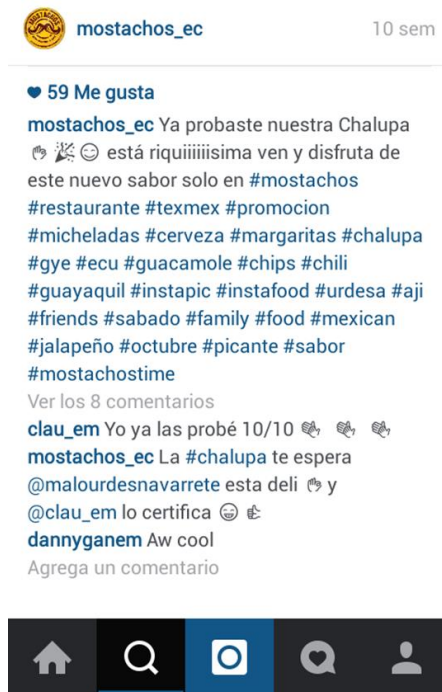 MOSTACHOS
mostachos_ec 10 sem
59 Me gusta
mostachos_ec Ya probaste nuestra Chalupa
está riquiiiiiisima ven y disfruta de
este nuevo sabor solo en #mostachos
#restaurante #texmex #promocion
#micheladas #cerveza #margaritas #chalupa
#gye #ecu #guacamole #chips #chili
#guayaquil #instapic #instafood #urdesa #aji
#friends #sabado #family #food #mexican
#jalapeño #octubre #picante #sabor
#mostachostime
Ver los 8 comentarios
clau_em Yo ya las probé 10/10
mostachos_ec La #chalupa te espera
@malourdesnavarrete esta deli y
@clau_em lo certifica
dannyganem Aw cool
Agrega un comentario